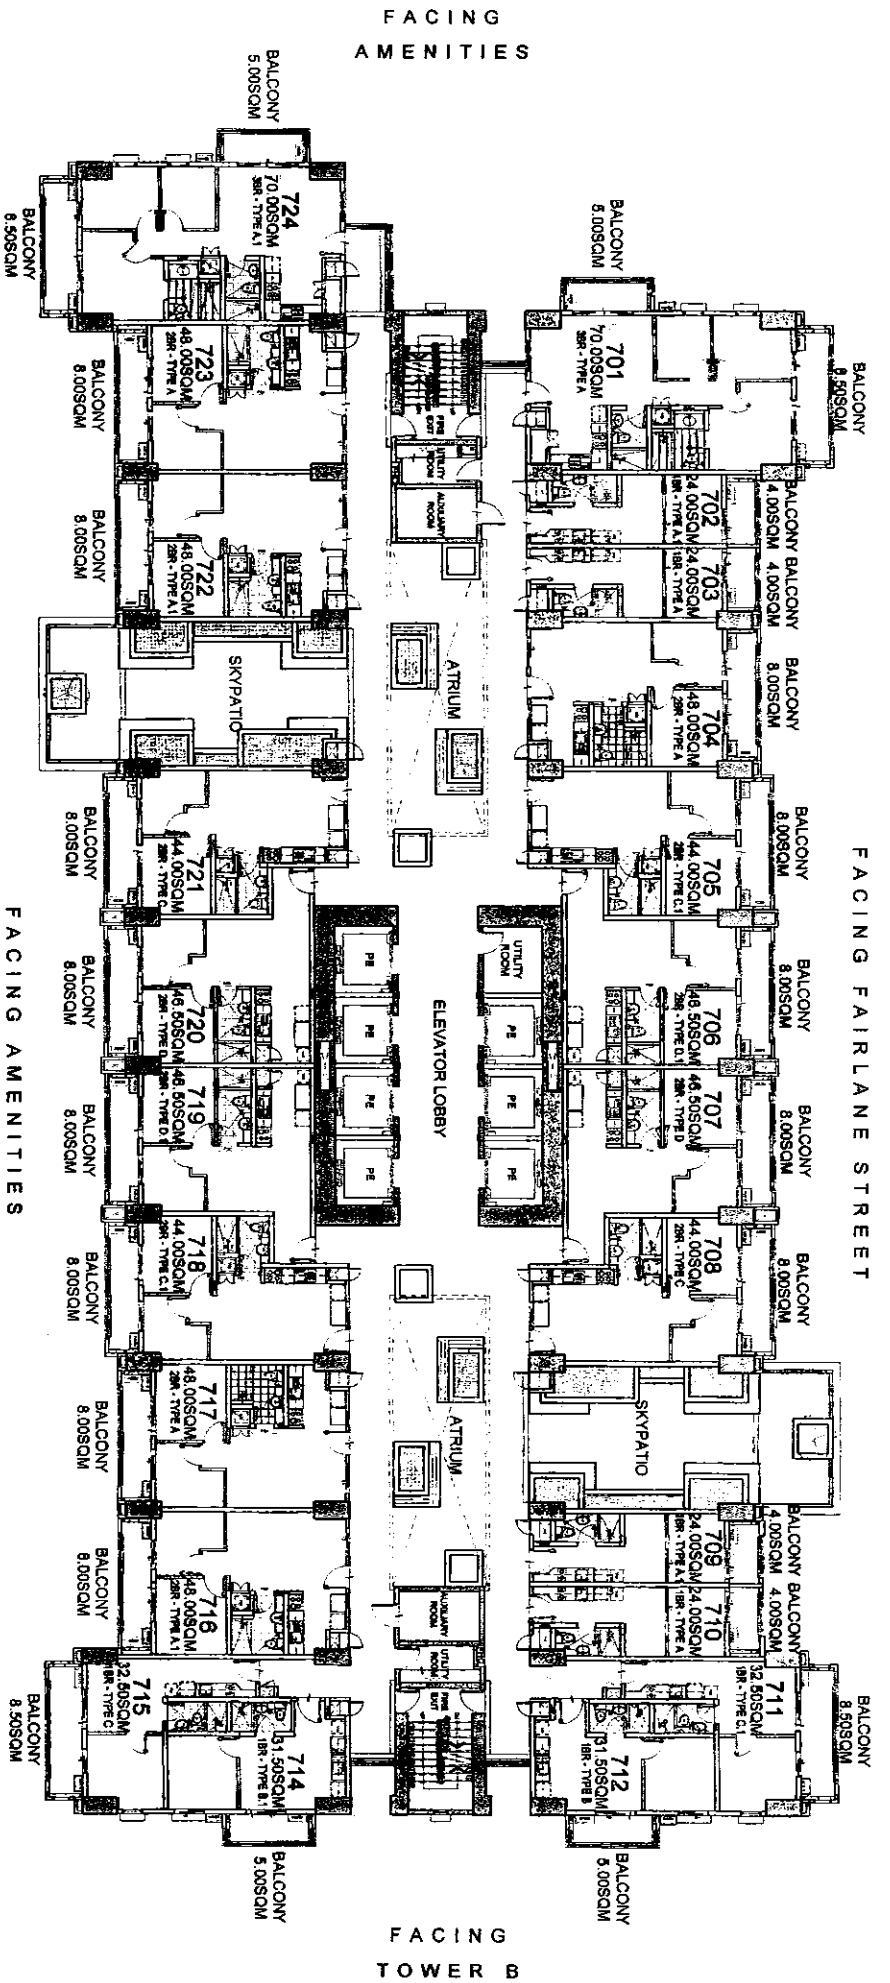 FACING
AMENITIES
BALCONY
5.00SQM
BALCONY
8.50SQM
724
70.00SQM
3BR - TYPE A.1
BALCONY
5.00SQM
BALCONY
8.50SQM
701
70.00SQM
3BR - TYPE A
723
48.00SQM
2BR - TYPE A
BALCONY
8.00SQM
FIRE
EXIT
UTILITY
ROOM
AUXILIARY
ROOM
702
24.00SQM
1BR - TYPE A.1
BALCONY
4.00SQM
703
24.00SQM
1BR - TYPE A
BALCONY
4.00SQM
722
48.00SQM
2BR - TYPE A.1
BALCONY
8.00SQM
SKYPATIO
ATRIUM
704
48.00SQM
2BR - TYPE A
BALCONY
8.00SQM
721
44.00SQM
2BR - TYPE C
BALCONY
8.00SQM
705
44.00SQM
2BR - TYPE C.1
BALCONY
8.00SQM
720
46.50SQM
2BR - TYPE D
BALCONY
8.00SQM
PE
PE
PE
PE
ELEVATOR LOBBY
UTILITY
ROOM
PE
PE
PE
706
46.50SQM
2BR - TYPE D.1
BALCONY
8.00SQM
719
46.50SQM
2BR - TYPE D.1
BALCONY
8.00SQM
707
46.50SQM
2BR - TYPE D
BALCONY
8.00SQM
718
44.00SQM
2BR - TYPE C.1
BALCONY
8.00SQM
708
44.00SQM
2BR - TYPE C
BALCONY
8.00SQM
717
48.00SQM
2BR - TYPE A
BALCONY
8.00SQM
ATRIUM
SKYPATIO
716
48.00SQM
2BR - TYPE A.1
BALCONY
8.00SQM
709
24.00SQM
1BR - TYPE A.1
BALCONY
4.00SQM
710
24.00SQM
1BR - TYPE A
BALCONY
4.00SQM
AUXILIARY
ROOM
UTILITY
ROOM
FIRE
EXIT
715
32.50SQM
1BR - TYPE C
BALCONY
8.50SQM
714
31.50SQM
1BR - TYPE B.1
BALCONY
5.00SQM
711
32.50SQM
1BR - TYPE C.1
BALCONY
8.50SQM
712
31.50SQM
1BR - TYPE B
BALCONY
5.00SQM
FACING AMENITIES
FACING FAIRLANE STREET
FACING
TOWER B